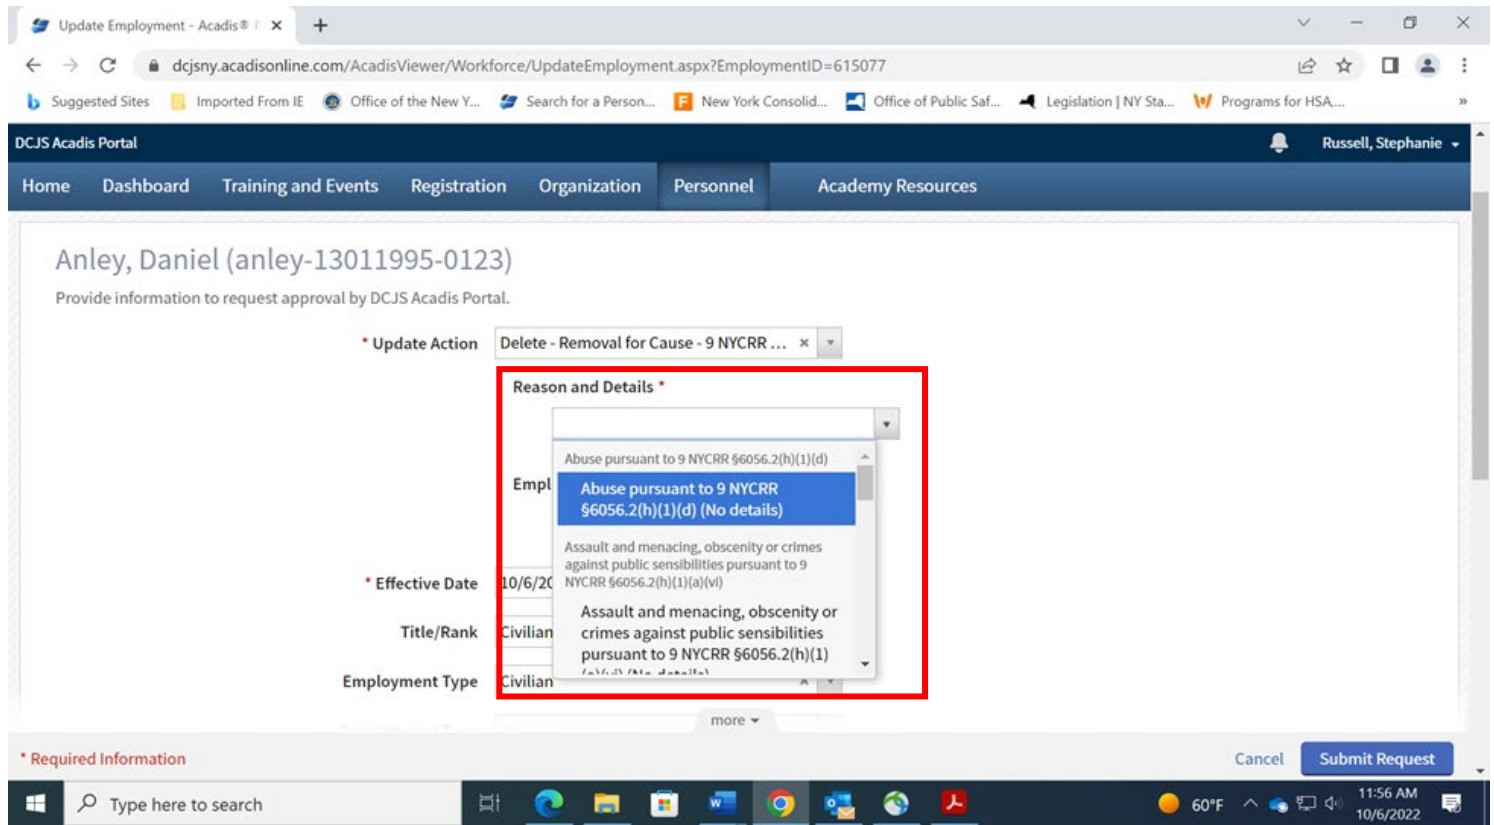 Update Employment - Acadis®
dcjsny.acadisonline.com/AcadisViewer/Workforce/UpdateEmployment.aspx?EmploymentID=615077
Suggested Sites Imported From IE Office of the New Y... Search for a Person... New York Consolid... Office of Public Saf... Legislation | NY Sta... Programs for HSA,... »
DCJS Acadis Portal Russell, Stephanie
Home Dashboard Training and Events Registration Organization Personnel Academy Resources
Anley, Daniel (anley-13011995-0123)
Provide information to request approval by DCJS Acadis Portal.
* Update Action Delete - Removal for Cause - 9 NYCRR ...
Reason and Details *
Abuse pursuant to 9 NYCRR §6056.2(h)(1)(d)
Empl
Abuse pursuant to 9 NYCRR
§6056.2(h)(1)(d) (No details)
Assault and menacing, obscenity or crimes
against public sensibilities pursuant to 9
NYCRR §6056.2(h)(1)(a)(vi)
* Effective Date 10/6/20
Assault and menacing, obscenity or
crimes against public sensibilities
pursuant to 9 NYCRR §6056.2(h)(1)
(a)(vi) (No details)
Title/Rank Civilian
Employment Type Civilian
more
* Required Information Cancel Submit Request
Type here to search
60°F
11:56 AM
10/6/2022